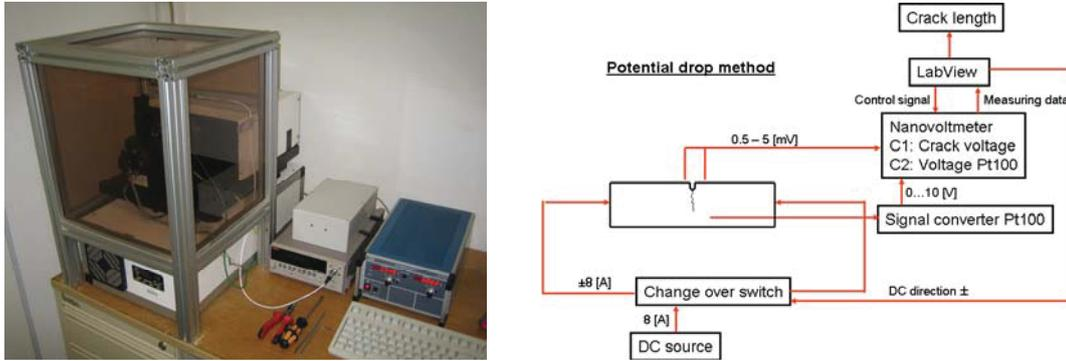 Potential drop method
Crack length
LabView
Control signal
Measuring data
Nanovoltmeter
C1: Crack voltage
C2: Voltage Pt100
0.5 – 5 [mV]
0...10 [V]
Signal converter Pt100
±8 [A]
Change over switch
DC direction ±
8 [A]
DC source